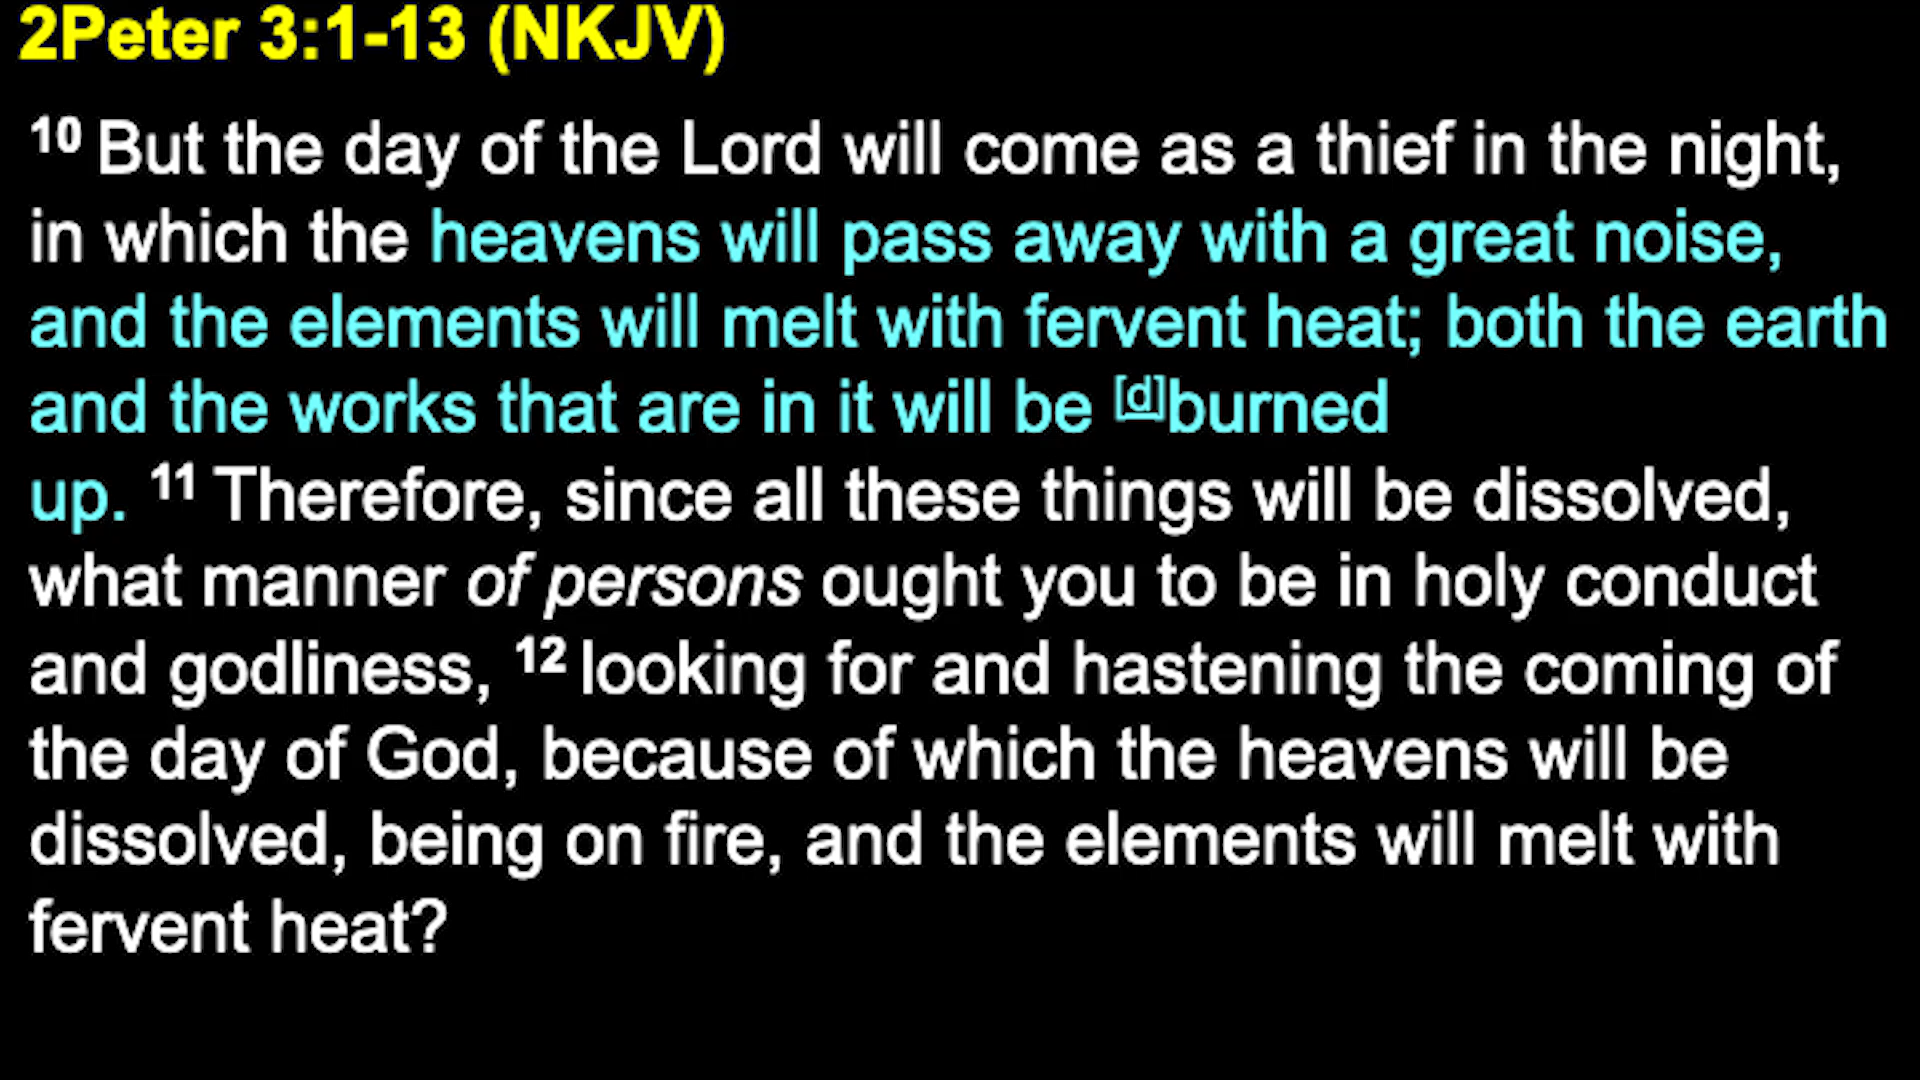 2Peter 3:1-13 (NKJV)
10 But the day of the Lord will come as a thief in the night,
in which the heavens will pass away with a great noise,
and the elements will melt with fervent heat; both the earth
and the works that are in it will be [d]burned
up. 11 Therefore, since all these things will be dissolved,
what manner of persons ought you to be in holy conduct
and godliness, 12 looking for and hastening the coming of
the day of God, because of which the heavens will be
dissolved, being on fire, and the elements will melt with
fervent heat?